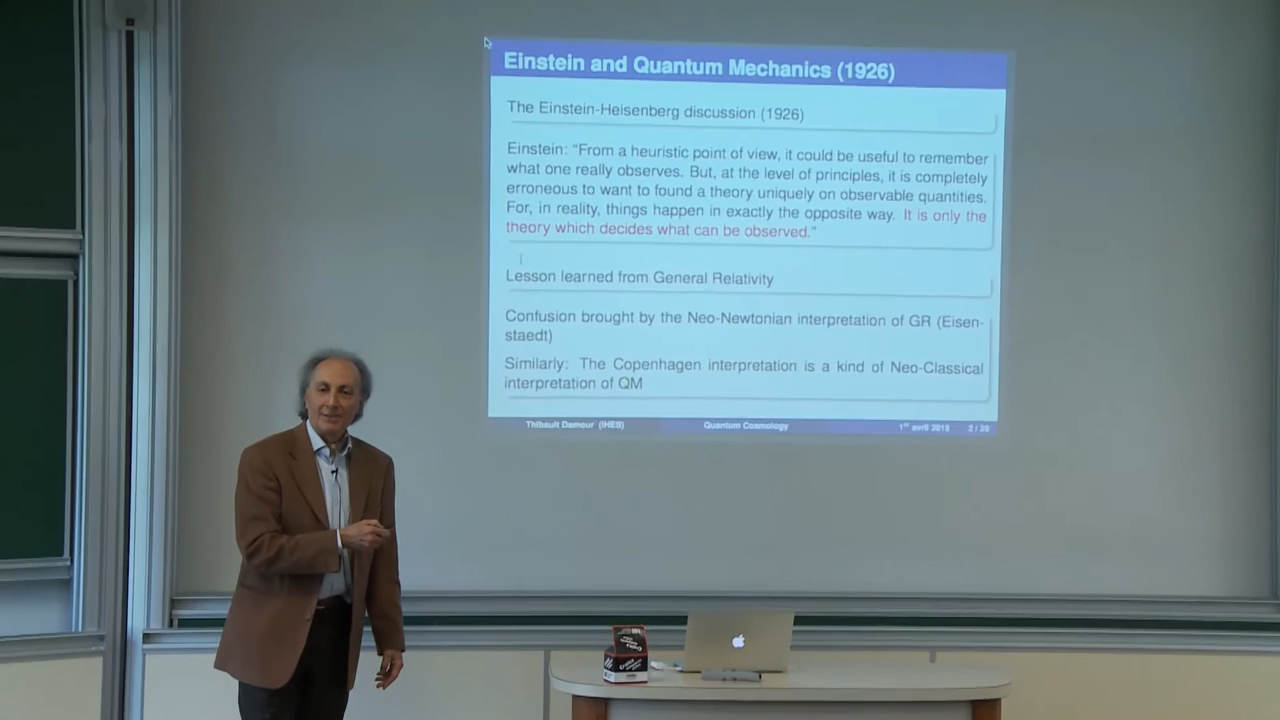 Einstein and Quantum Mechanics (1926)
The Einstein-Heisenberg discussion (1926)
Einstein: "From a heuristic point of view, it could be useful to remember
what one really observes. But, at the level of principles, it is completely
erroneous to want to found a theory uniquely on observable quantities.
For, in reality, things happen in exactly the opposite way. It is only the
theory which decides what can be observed."
Lesson learned from General Relativity
Confusion brought by the Neo-Newtonian interpretation of GR (Eisen-
staedt)
Similarly: The Copenhagen interpretation is a kind of Neo-Classical
interpretation of QM
Thibault Damour (IHES) Quantum Cosmology 1er avril 2015 2 / 20